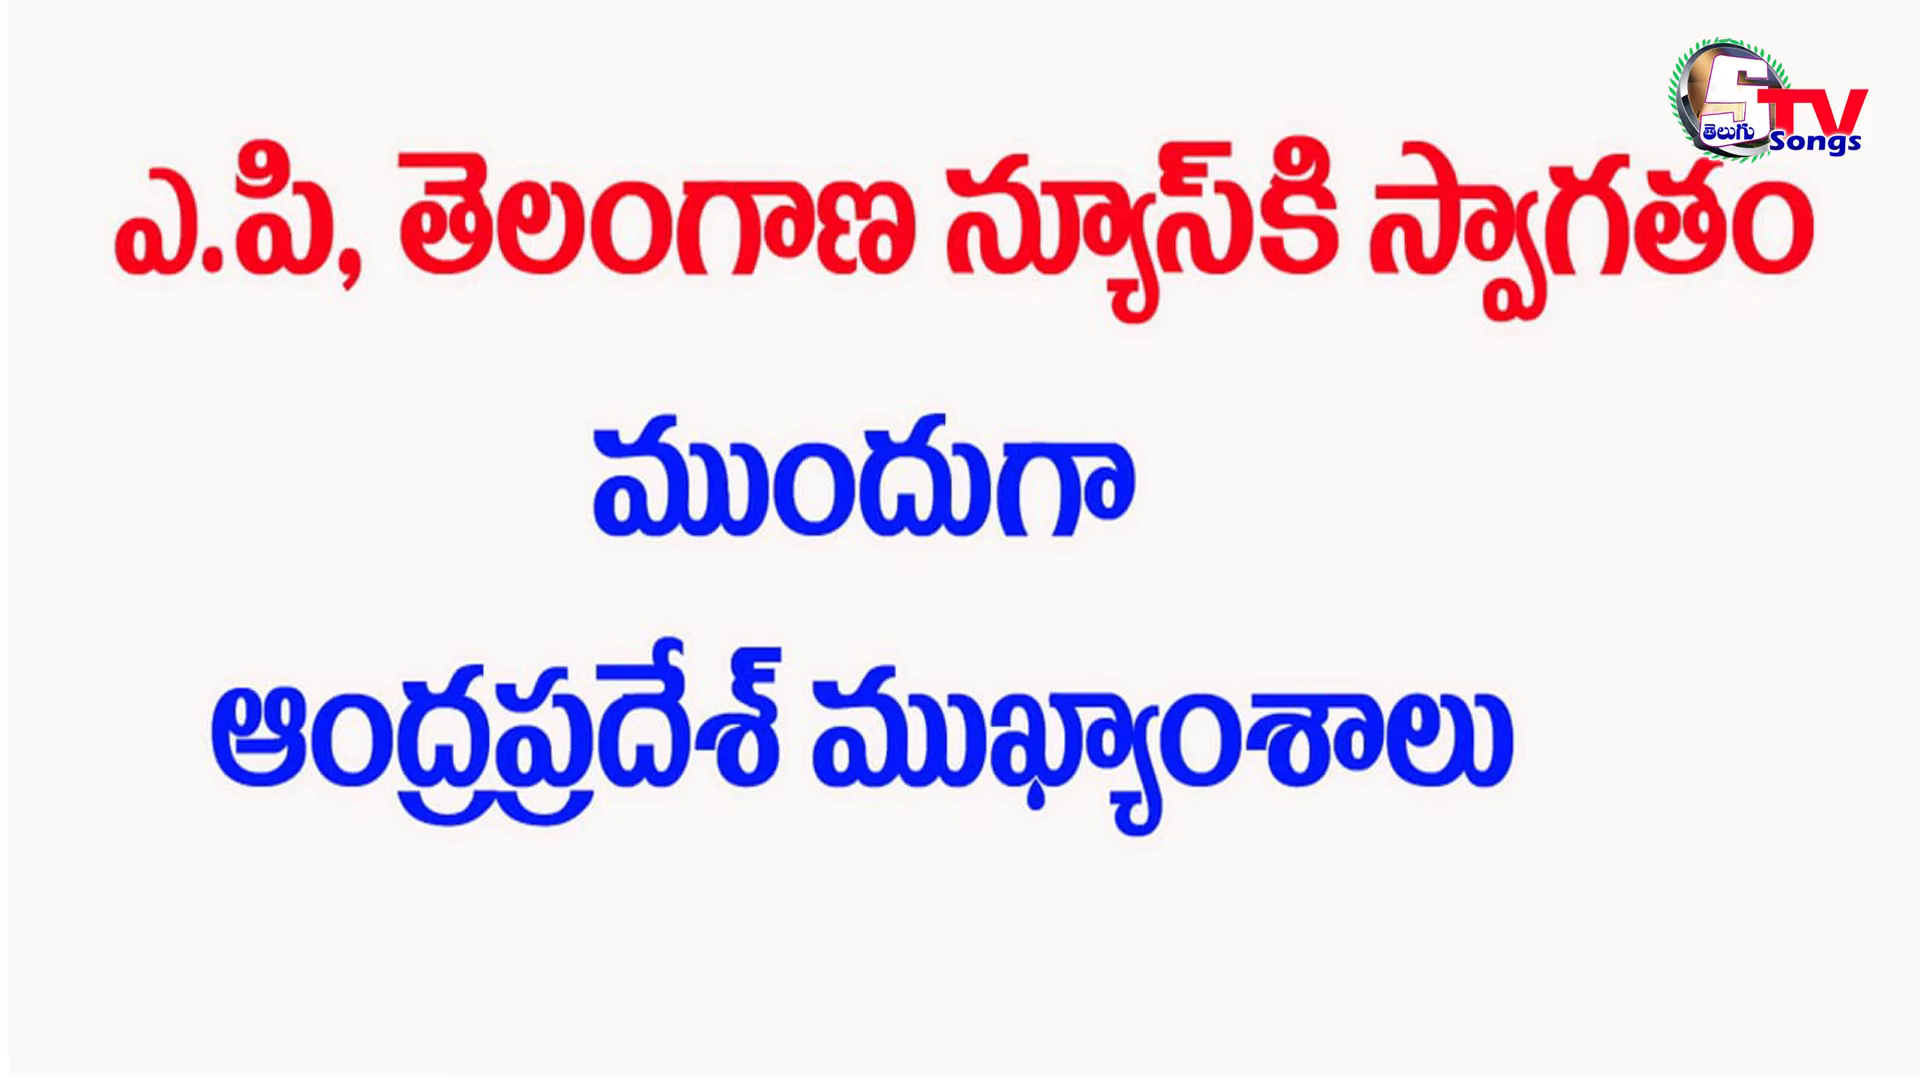 S TV
తెలుగు Songs
ఎ.పి, తెలంగాణ న్యూస్‌కి స్వాగతం
ముందుగా
ఆంద్రప్రదేశ్ ముఖ్యాంశాలు